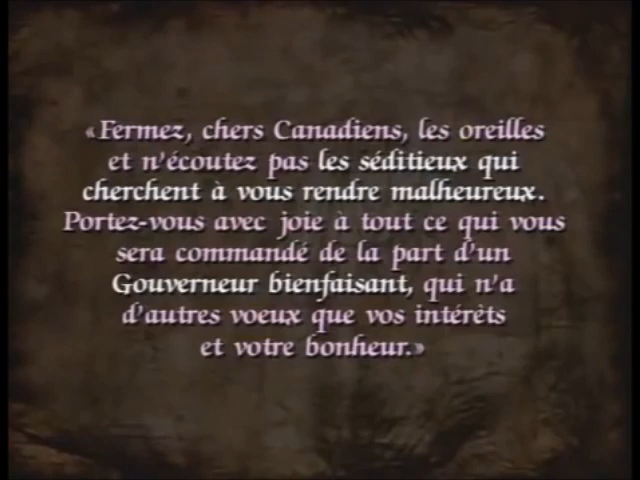 «Fermez, chers Canadiens, les oreilles
et n'écoutez pas les séditieux qui
cherchent à vous rendre malheureux.
Portez-vous avec joie à tout ce qui vous
sera commandé de la part d'un
Gouverneur bienfaisant, qui n'a
d'autres voeux que vos intérèts
et votre bonheur.»